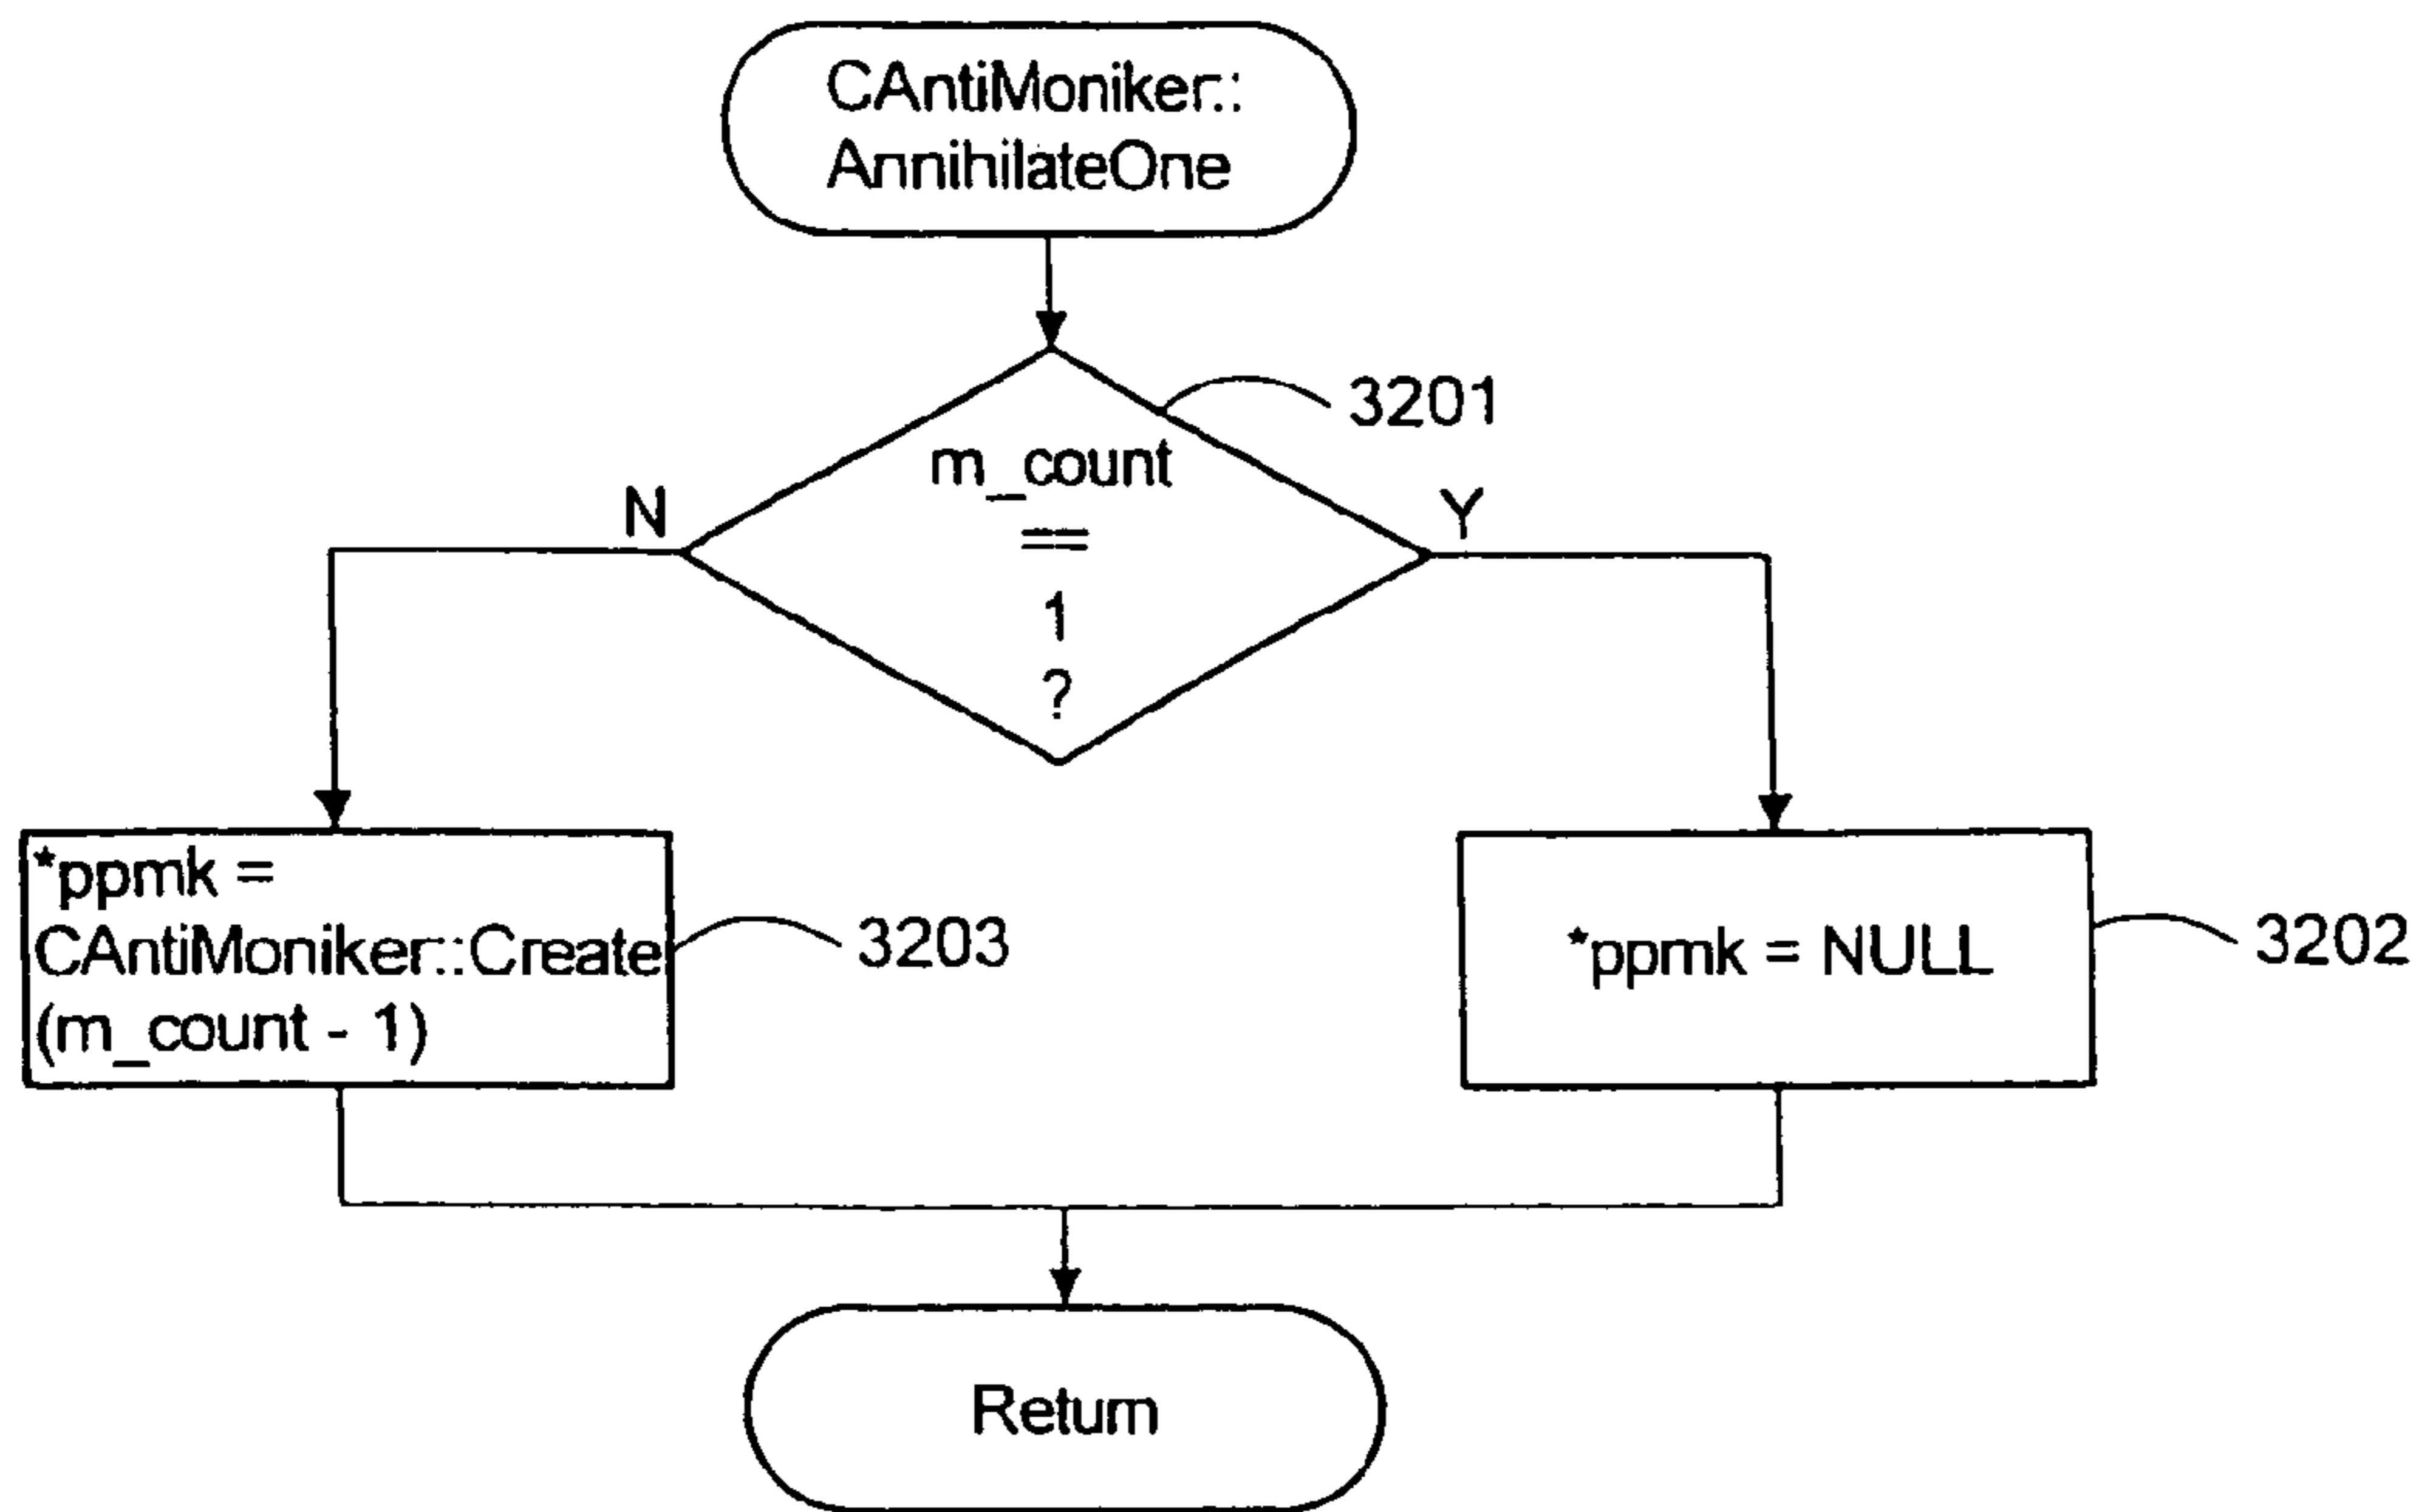 CAntiMoniker::
AnnihilateOne
3201
m_count
==
1
?
N
Y
*ppmk =
CAntiMoniker::Create
(m_count - 1)
3203
*ppmk = NULL
3202
Return